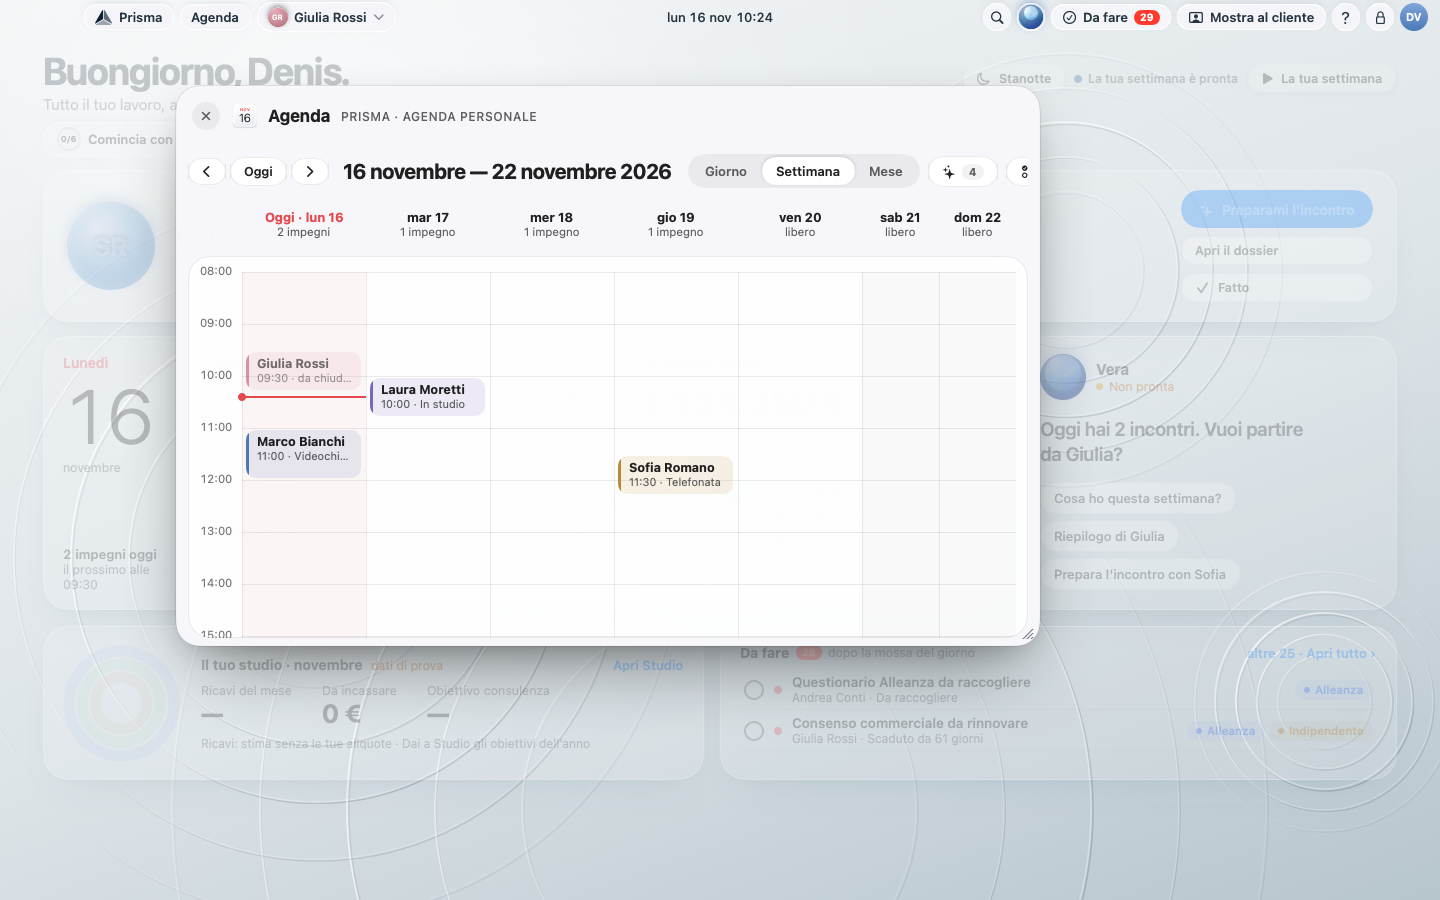 Prisma
Agenda
GR Giulia Rossi
lun 16 nov 10:24
Da fare 29
Mostra al cliente
?
DV
Buongiorno, Denis.
Tutto il tuo lavoro, a
Stanotte
La tua settimana è pronta
La tua settimana
0/6 Comincia con
NOV
16
Agenda PRISMA · AGENDA PERSONALE
Oggi
16 novembre — 22 novembre 2026
Giorno
Settimana
Mese
4
Oggi · lun 16
2 impegni
mar 17
1 impegno
mer 18
1 impegno
gio 19
1 impegno
ven 20
libero
sab 21
libero
dom 22
libero
08:00
09:00
10:00
11:00
12:00
13:00
14:00
15:00
Giulia Rossi
09:30 · da chiud...
Laura Moretti
10:00 · In studio
Marco Bianchi
11:00 · Videochi...
Sofia Romano
11:30 · Telefonata
SR
Preparami l'incontro
Apri il dossier
Fatto
Lunedì
16
novembre
2 impegni oggi
il prossimo alle
09:30
Vera
Non pronta
Oggi hai 2 incontri. Vuoi partire
da Giulia?
Cosa ho questa settimana?
Riepilogo di Giulia
Prepara l'incontro con Sofia
Il tuo studio · novembre dati di prova
Apri Studio
Ricavi del mese
—
Da incassare
0 €
Obiettivo consulenza
—
Ricavi: stima senza le tue aliquote · Dai a Studio gli obiettivi dell'anno
Da fare 29 dopo la mossa del giorno
altre 25 · Apri tutto ›
Questionario Alleanza da raccogliere
Andrea Conti · Da raccogliere
Alleanza
Consenso commerciale da rinnovare
Giulia Rossi · Scaduto da 61 giorni
Alleanza
Indipendente